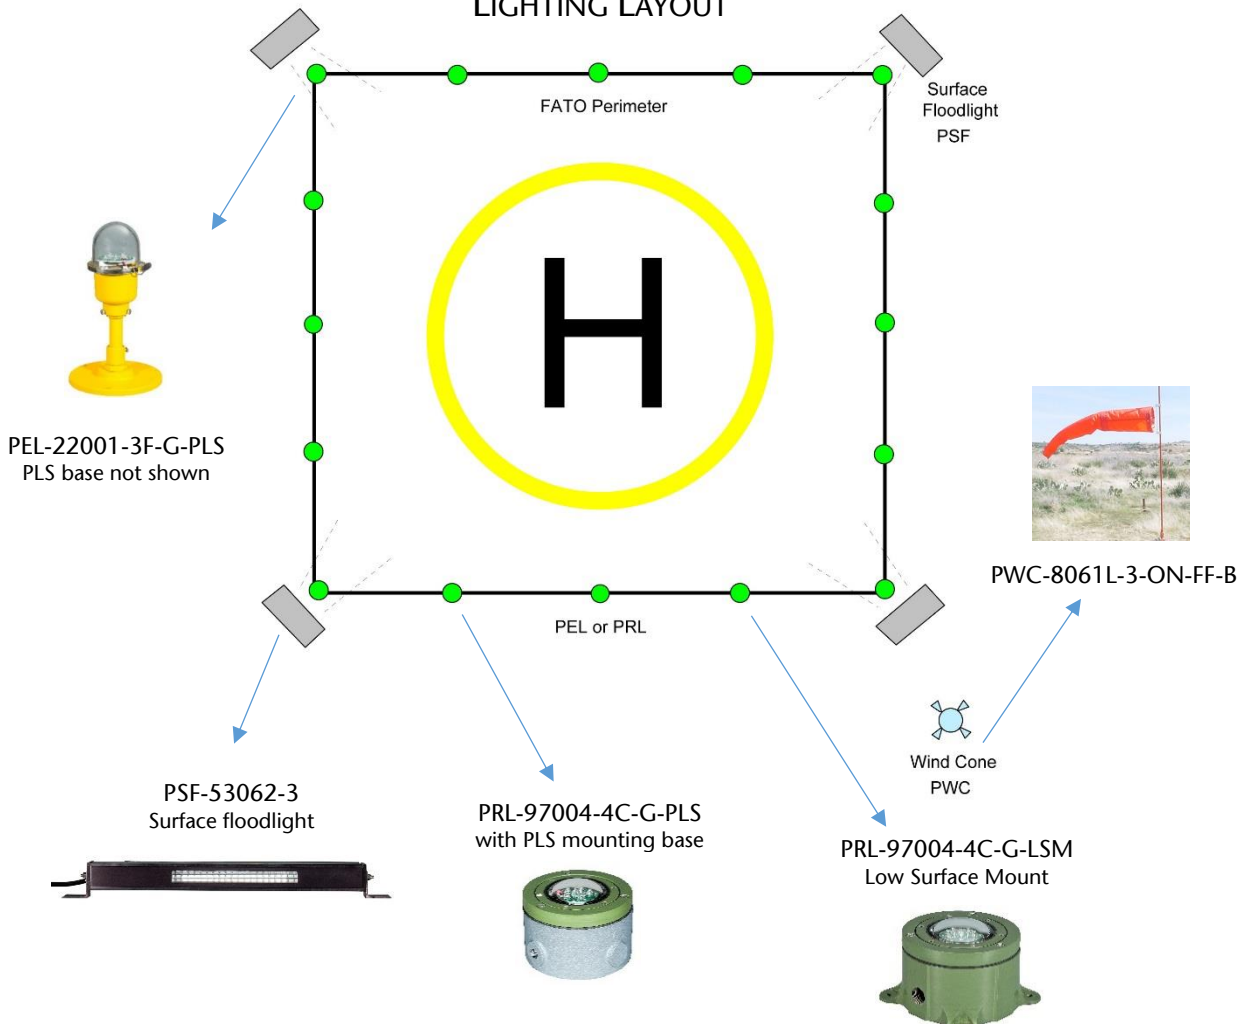 LIGHTING LAYOUT
FATO Perimeter
Surface
Floodlight
PSF
H
PEL-22001-3F-G-PLS
PLS base not shown
PWC-8061L-3-ON-FF-B
PEL or PRL
Wind Cone
PWC
PSF-53062-3
Surface floodlight
PRL-97004-4C-G-PLS
with PLS mounting base
PRL-97004-4C-G-LSM
Low Surface Mount